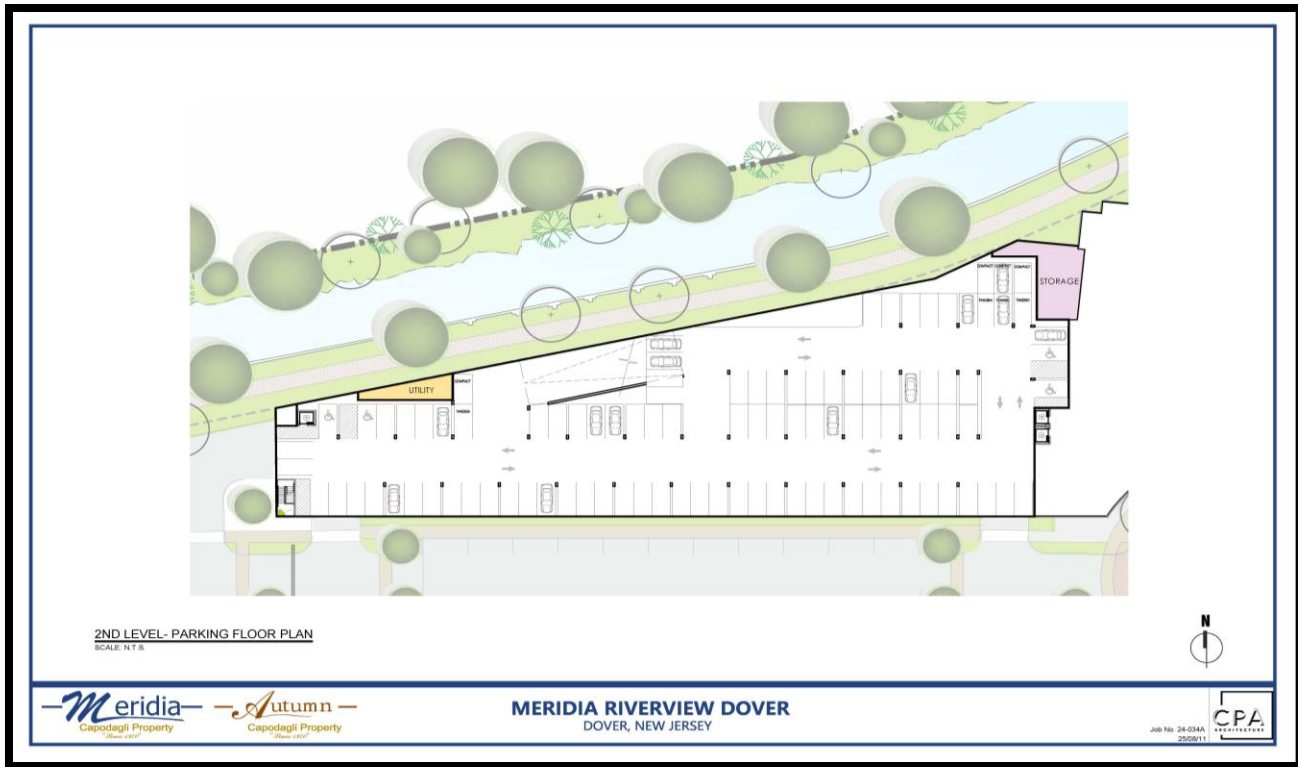 COMPACT COMPACT COMPACT
STORAGE
TANDEM TANDEM TANDEM
UTILITY
COMPACT
TANDEM
2ND LEVEL- PARKING FLOOR PLAN
SCALE: N.T.S.
N
Meridia
Capodagli Property
Autumn
Capodagli Property
MERIDIA RIVERVIEW DOVER
DOVER, NEW JERSEY
Job No. 24-034A
25/08/11
CPA
ARCHITECTURE